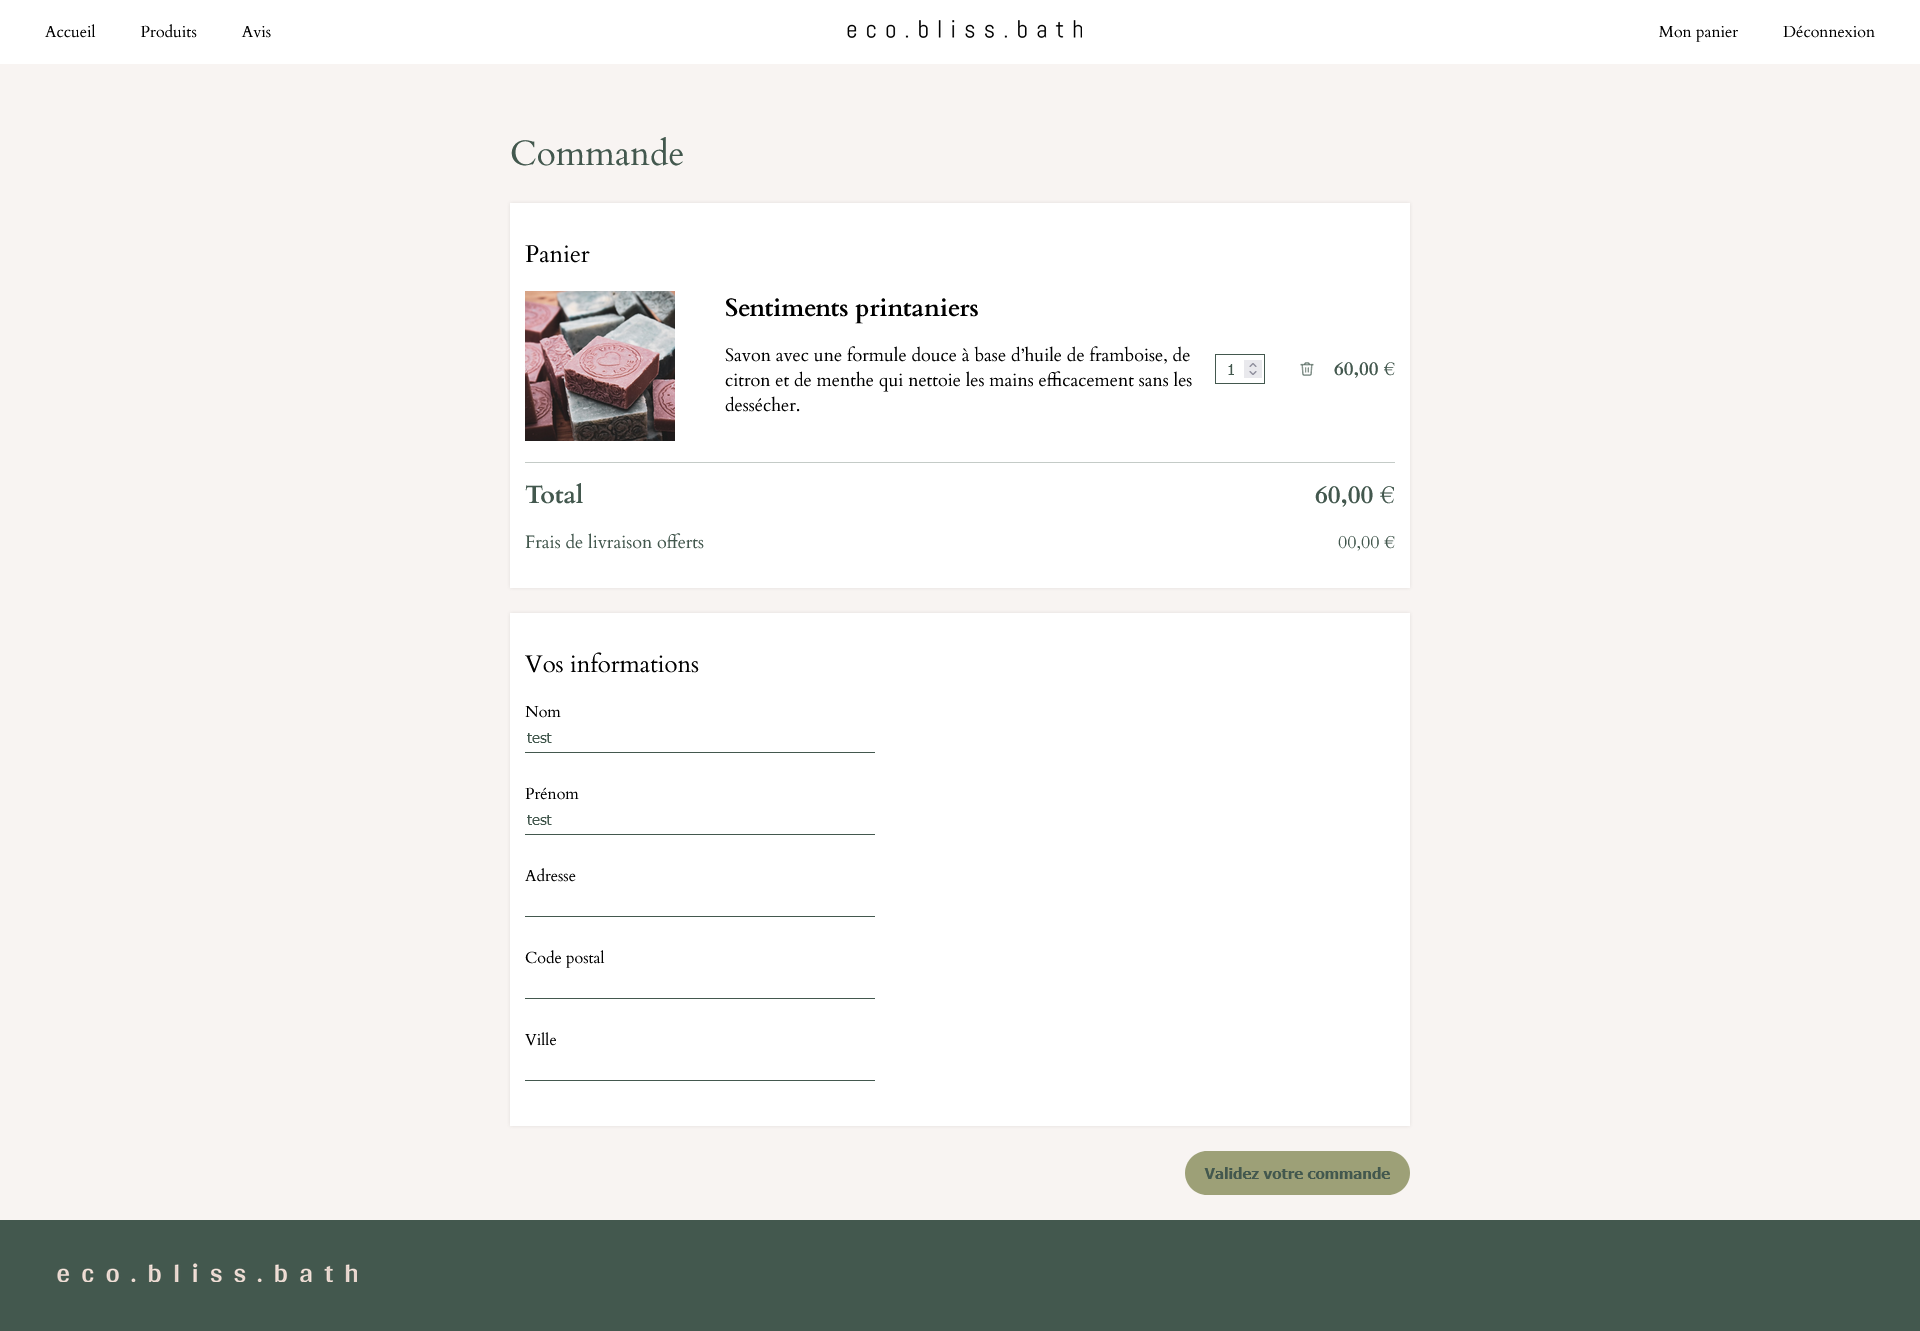 Accueil Produits Avis eco.bliss.bath Mon panier Déconnexion
Commande
Panier
Sentiments printaniers
Savon avec une formule douce à base d’huile de framboise, de
citron et de menthe qui nettoie les mains efficacement sans les
dessécher.
1 60,00 €
Total 60,00 €
Frais de livraison offerts 00,00 €
Vos informations
Nom
test
Prénom
test
Adresse
Code postal
Ville
Validez votre commande
eco.bliss.bath